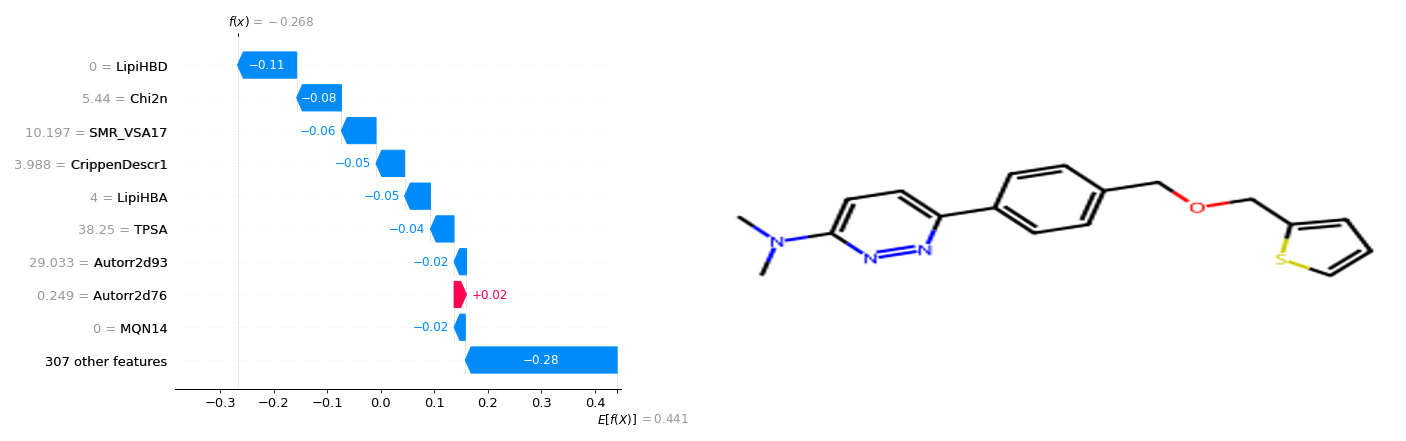 f(x) = −0.268
0 = LipiHBD
−0.11
5.44 = Chi2n
−0.08
10.197 = SMR_VSA17
−0.06
3.988 = CrippenDescr1
−0.05
4 = LipiHBA
−0.05
38.25 = TPSA
−0.04
29.033 = Autorr2d93
−0.02
0.249 = Autorr2d76
+0.02
0 = MQN14
−0.02
307 other features
−0.28
−0.3 −0.2 −0.1 0.0 0.1 0.2 0.3 0.4
E[f(X)] = 0.441
N
N
N
O
S